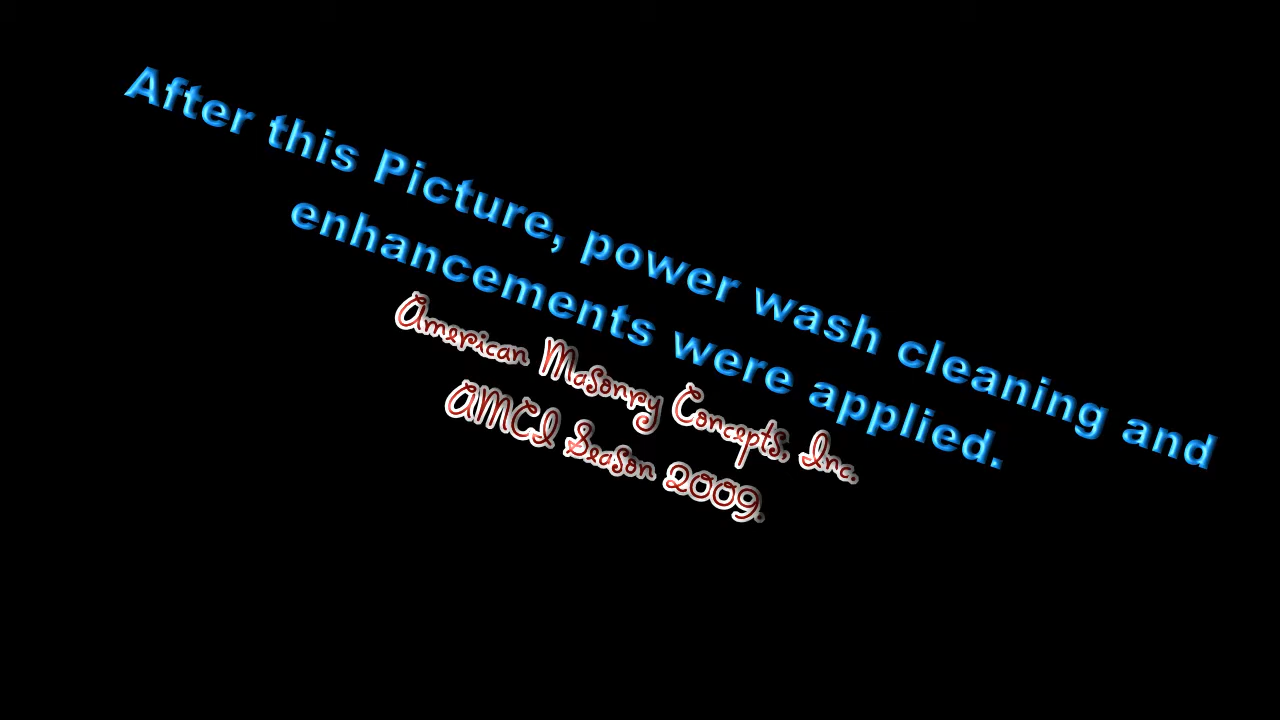 After this Picture, power wash cleaning and
enhancements were applied.
American Masonry Concepts, Inc.
AMCI Season 2009.